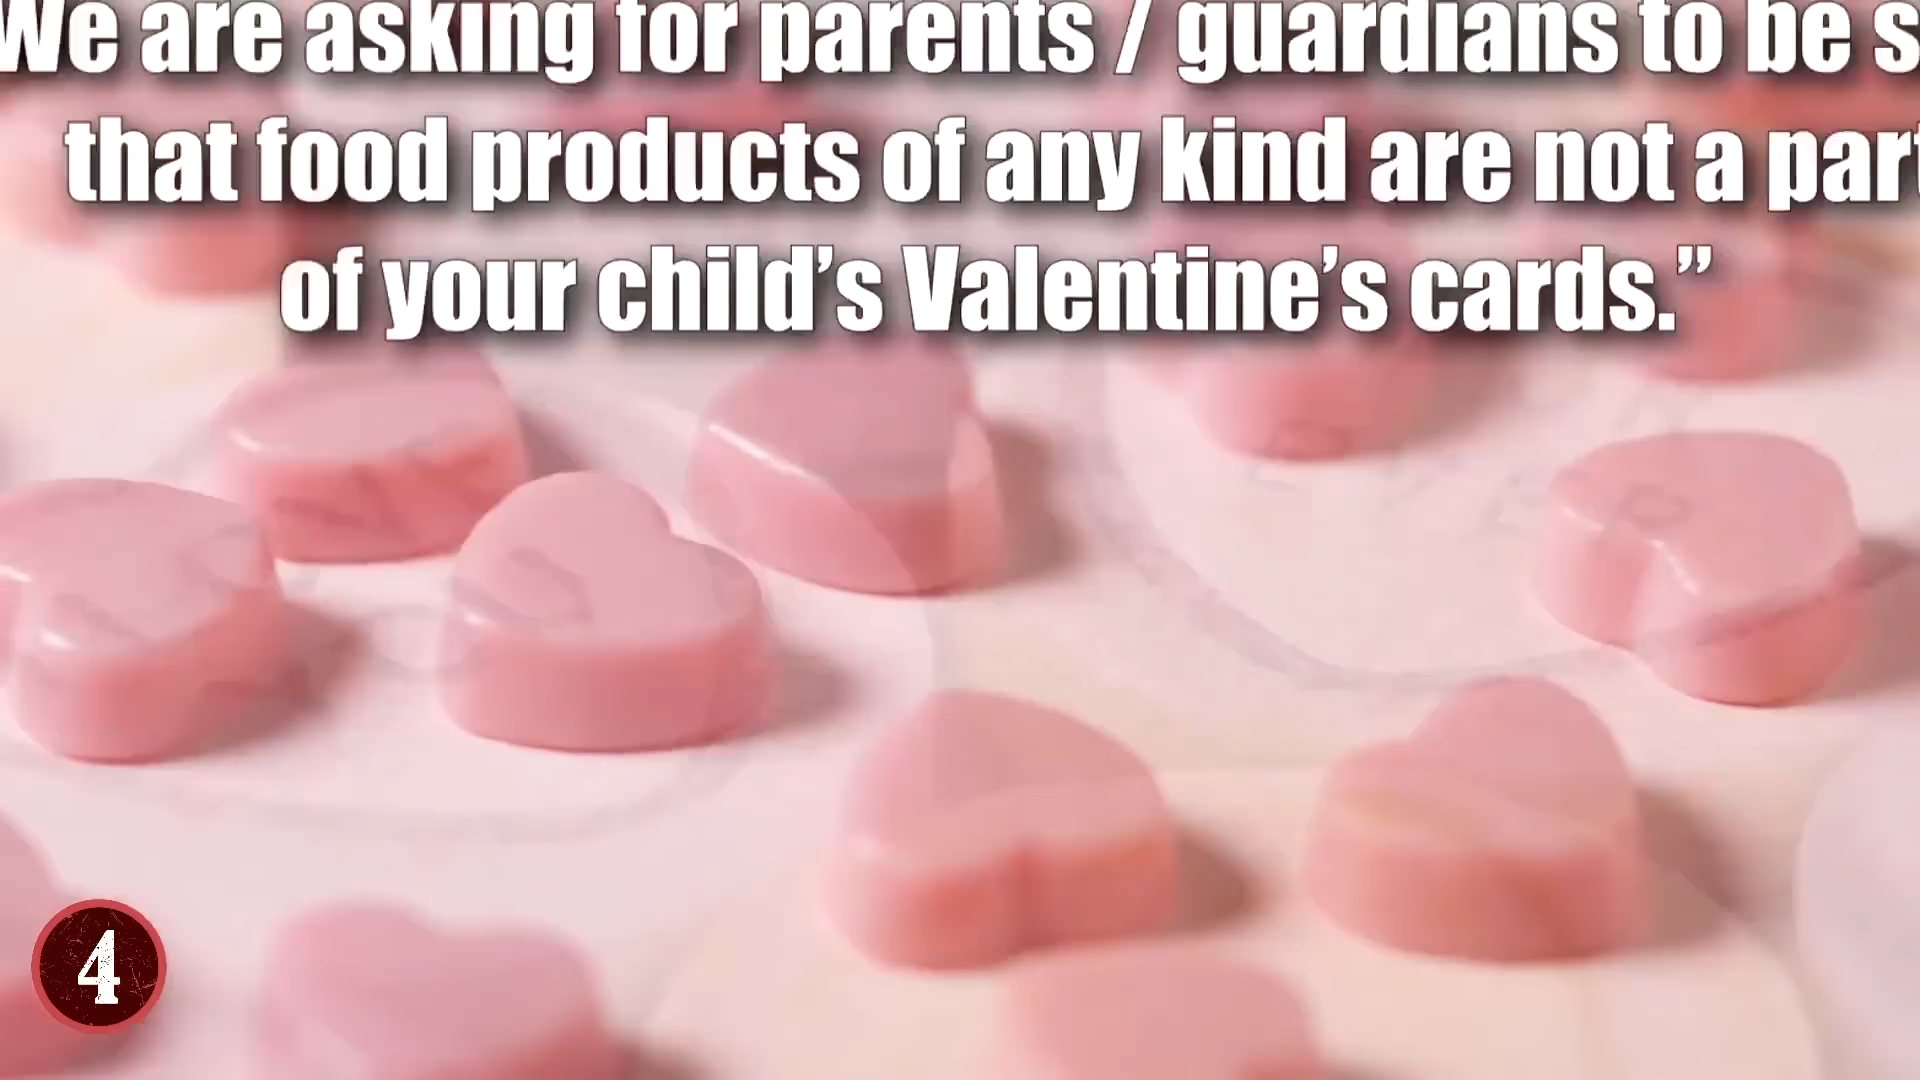 We are asking for parents / guardians to be s
that food products of any kind are not a part
of your child’s Valentine’s cards.”
4